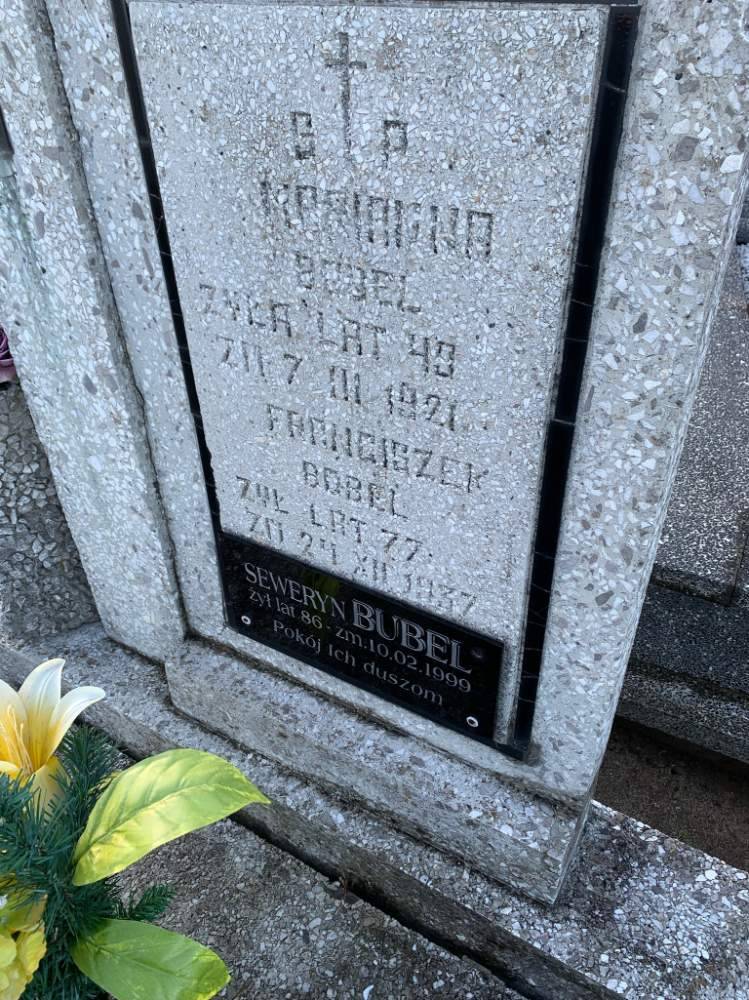 Ś P
MARIANNA
BUBEL
ŻYŁA LAT 48
ZM 7 III 1921
FRANCISZEK
BUBEL
ŻYŁ LAT 77
ZM 24 XII 1937
SEWERYN BUBEL
żył lat 86 - zm. 10.02.1999
Pokój Ich duszom